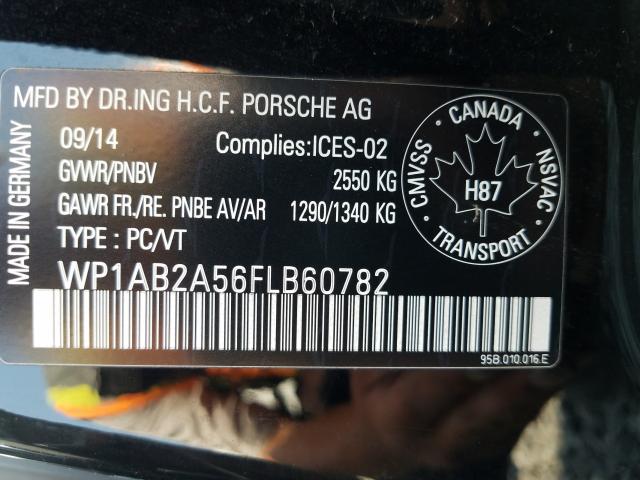 MFD BY DR.ING H.C.F. PORSCHE AG
09/14 Complies:ICES-02
GVWR/PNBV 2550 KG
GAWR FR./RE. PNBE AV/AR 1290/1340 KG
TYPE : PC/VT
WP1AB2A56FLB60782
95B.010.016.E
MADE IN GERMANY
CANADA
CMVSS
NSVAC
H87
TRANSPORT